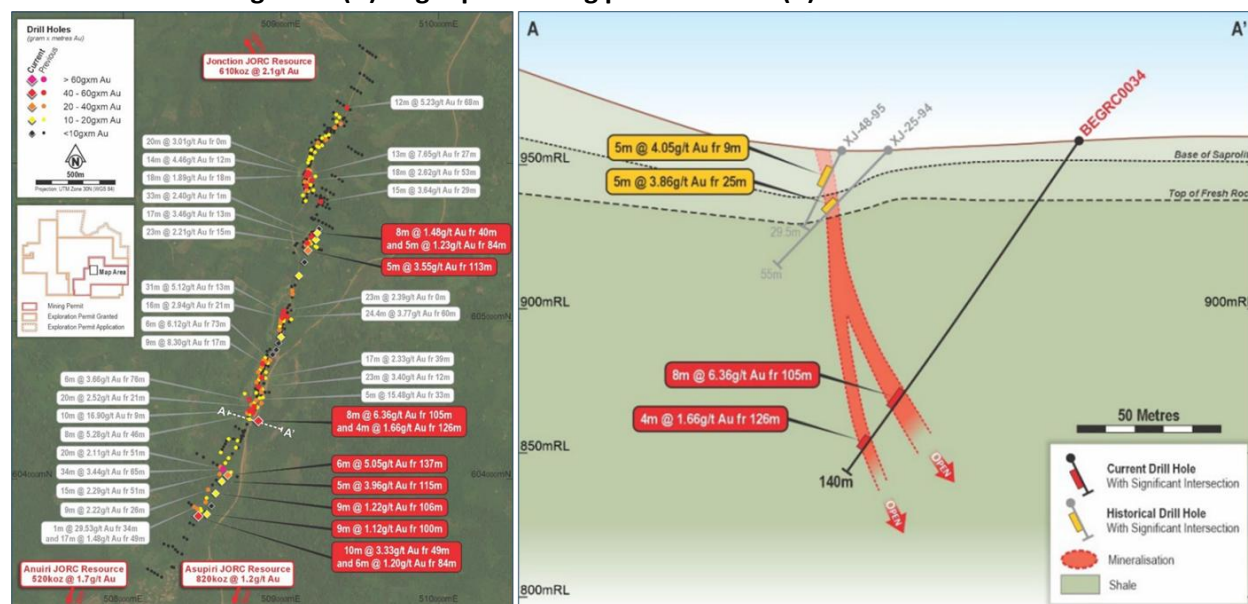 509000mE
510000mE
Drill Holes
(gram x metres Au)
Current
Previous
> 60gxm Au
40 - 60gxm Au
20 - 40gxm Au
10 - 20gxm Au
<10gxm Au
N
500m
Projection: UTM Zone 30N (WGS 84)
Map Area
Mining Permit
Exploration Permit Granted
Exploration Permit Application
Jonction JORC Resource
610koz @ 2.1g/t Au
12m @ 5.23g/t Au fr 68m
20m @ 3.01g/t Au fr 0m
14m @ 4.46g/t Au fr 12m
18m @ 1.89g/t Au fr 18m
33m @ 2.40g/t Au fr 1m
17m @ 3.46g/t Au fr 13m
23m @ 2.21g/t Au fr 15m
13m @ 7.65g/t Au fr 27m
18m @ 2.62g/t Au fr 53m
15m @ 3.64g/t Au fr 29m
8m @ 1.48g/t Au fr 40m
and 5m @ 1.23g/t Au fr 84m
5m @ 3.55g/t Au fr 113m
31m @ 5.12g/t Au fr 13m
16m @ 2.94g/t Au fr 21m
6m @ 6.12g/t Au fr 73m
9m @ 8.30g/t Au fr 17m
23m @ 2.39g/t Au fr 0m
24.4m @ 3.77g/t Au fr 60m
805000mN
17m @ 2.33g/t Au fr 39m
23m @ 3.40g/t Au fr 12m
5m @ 15.48g/t Au fr 33m
6m @ 3.66g/t Au fr 76m
20m @ 2.52g/t Au fr 21m
10m @ 16.90g/t Au fr 9m
8m @ 5.28g/t Au fr 46m
20m @ 2.11g/t Au fr 51m
34m @ 3.44g/t Au fr 65m
15m @ 2.29g/t Au fr 51m
9m @ 2.22g/t Au fr 26m
1m @ 29.53g/t Au fr 34m
and 17m @ 1.48g/t Au fr 49m
A
A'
8m @ 6.36g/t Au fr 105m
and 4m @ 1.66g/t Au fr 126m
6m @ 5.05g/t Au fr 137m
5m @ 3.96g/t Au fr 115m
9m @ 1.22g/t Au fr 106m
9m @ 1.12g/t Au fr 100m
10m @ 3.33g/t Au fr 49m
and 6m @ 1.20g/t Au fr 84m
804000mN
Anuiri JORC Resource
520koz @ 1.7g/t Au
Asupiri JORC Resource
820koz @ 1.2g/t Au
508000mE
509000mE
510000mE
A
A'
XJ-48-95
XJ-25-94
BEGRC0034
5m @ 4.05g/t Au fr 9m
5m @ 3.86g/t Au fr 25m
950mRL
Base of Saprolit
Top of Fresh Roc
29.5m
55m
900mRL
900mRL
8m @ 6.36g/t Au fr 105m
4m @ 1.66g/t Au fr 126m
850mRL
140m
OPEN
OPEN
800mRL
50 Metres
Current Drill Hole
With Significant Intersection
Historical Drill Hole
With Significant Intersection
Mineralisation
Shale